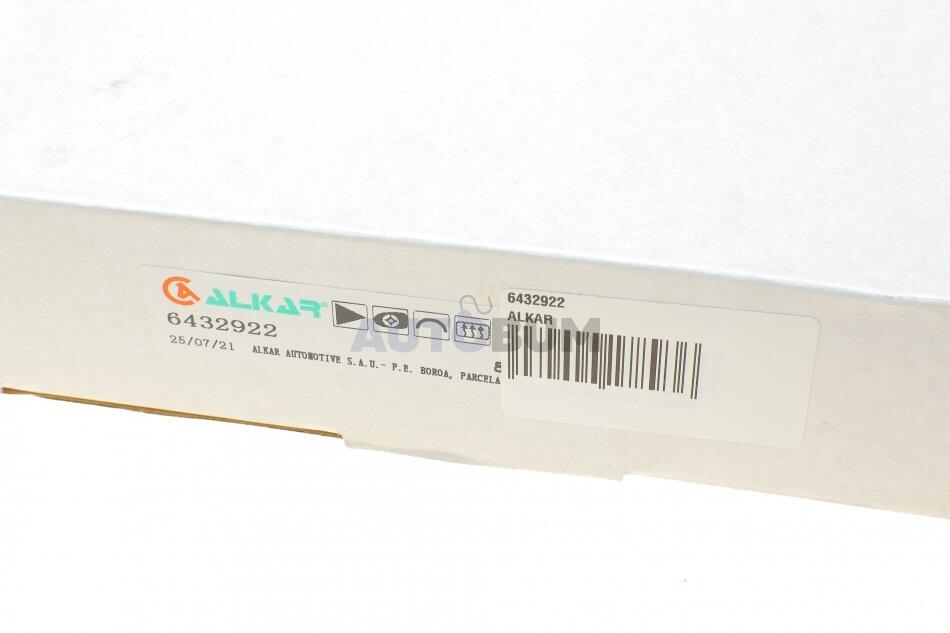 ALKAR®
6432922
25/07/21 ALKAR AUTOMOTIVE S.A.U.- P.E. BOROA, PARCELA
6432922
ALKAR
AUTOBUM